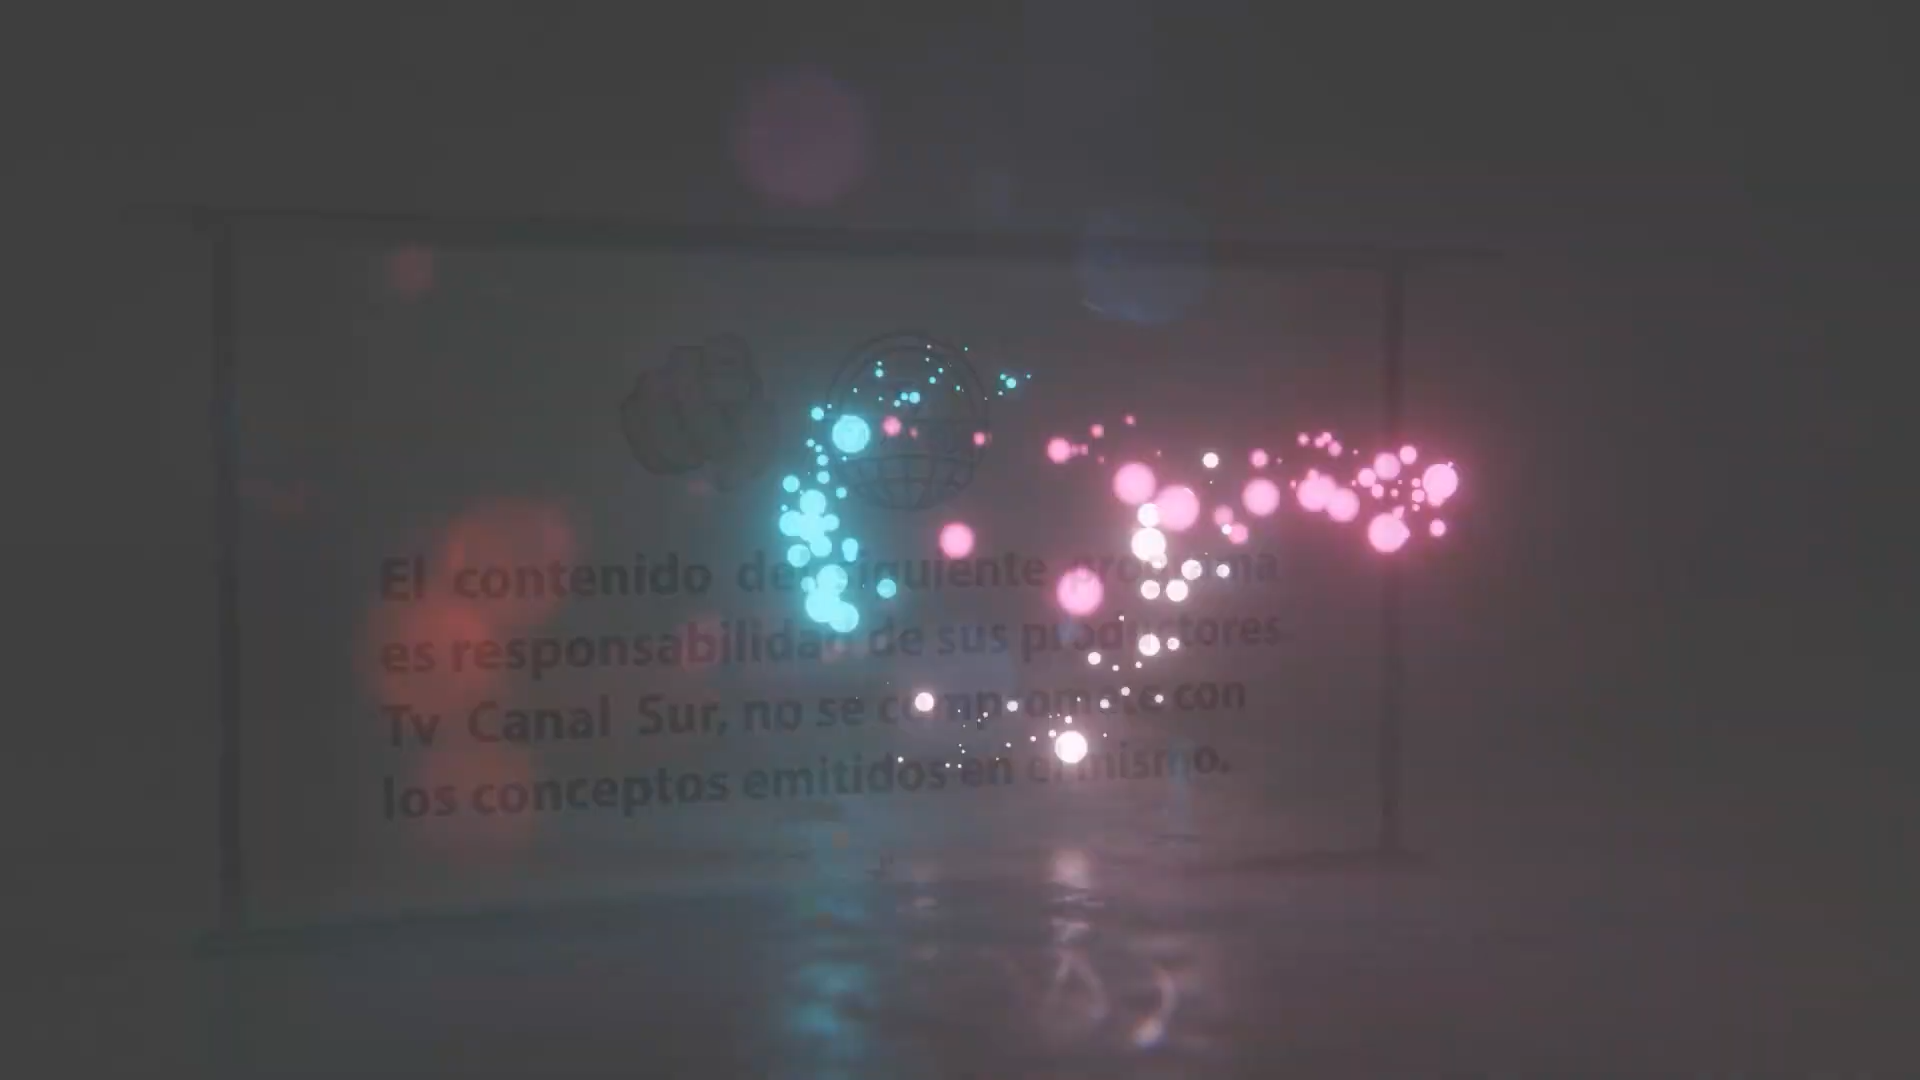 El contenido del siguiente programa
es responsabilidad de sus productores
Tv Canal Sur, no se compromete con
los conceptos emitidos en el mismo.